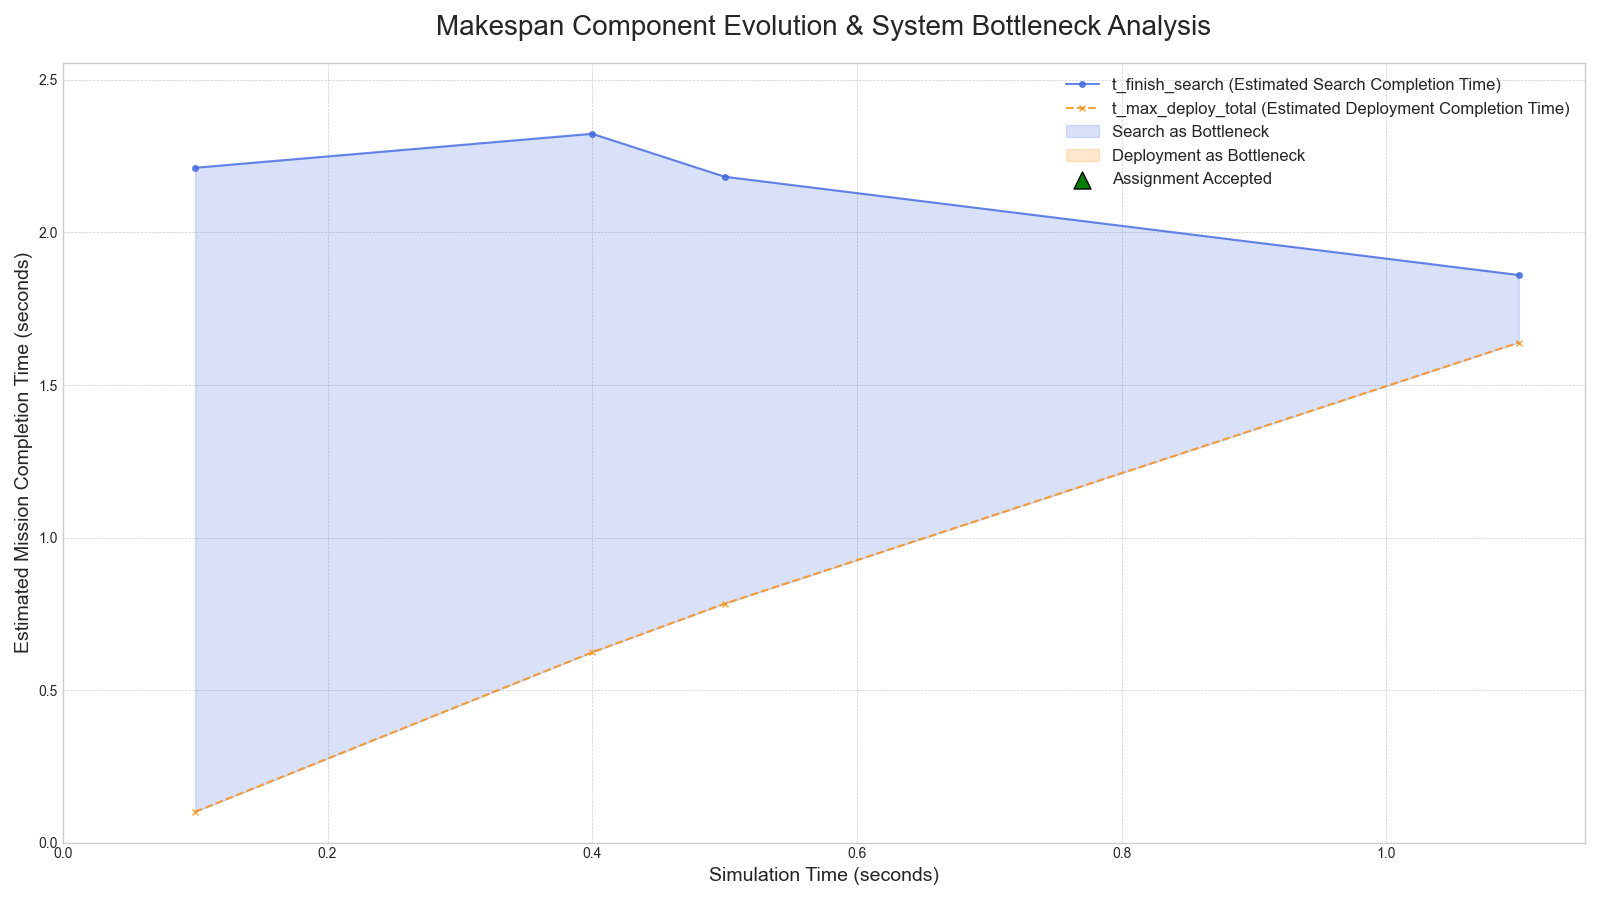 Makespan Component Evolution & System Bottleneck Analysis
t_finish_search (Estimated Search Completion Time)
t_max_deploy_total (Estimated Deployment Completion Time)
Search as Bottleneck
Deployment as Bottleneck
Assignment Accepted
Estimated Mission Completion Time (seconds)
2.5
2.0
1.5
1.0
0.5
0.0
0.0 0.2 0.4 0.6 0.8 1.0
Simulation Time (seconds)